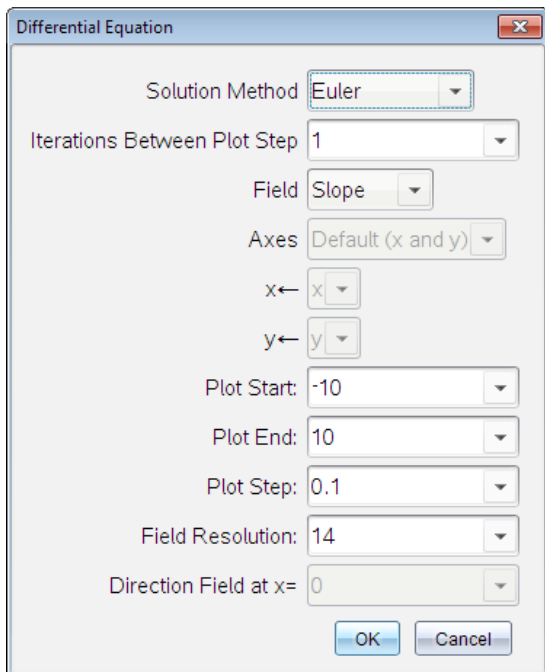 Differential Equation
Solution Method Euler
Iterations Between Plot Step 1
Field Slope
Axes Default (x and y)
x← x
y← y
Plot Start: -10
Plot End: 10
Plot Step: 0.1
Field Resolution: 14
Direction Field at x= 0
OK Cancel